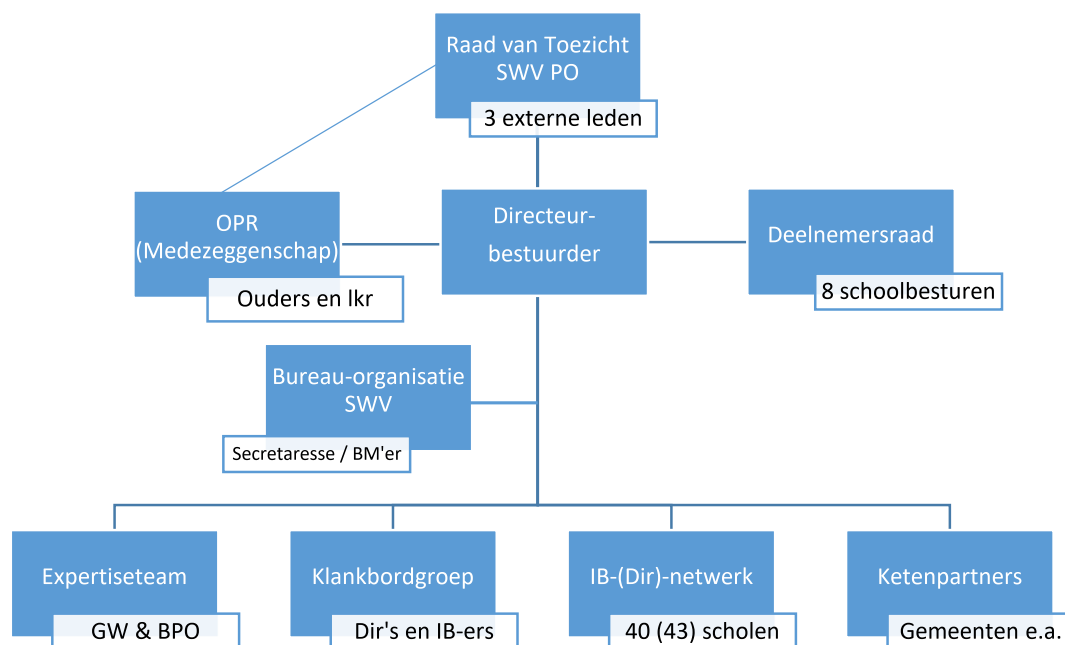 Raad van Toezicht
SWV PO
3 externe leden
OPR
(Medezeggenschap)
Ouders en lkr
Directeur-
bestuurder
Deelnemersraad
8 schoolbesturen
Bureau-organisatie
SWV
Secretaresse / BM'er
Expertiseteam
GW & BPO
Klankbordgroep
Dir's en IB-ers
IB-(Dir)-netwerk
40 (43) scholen
Ketenpartners
Gemeenten e.a.